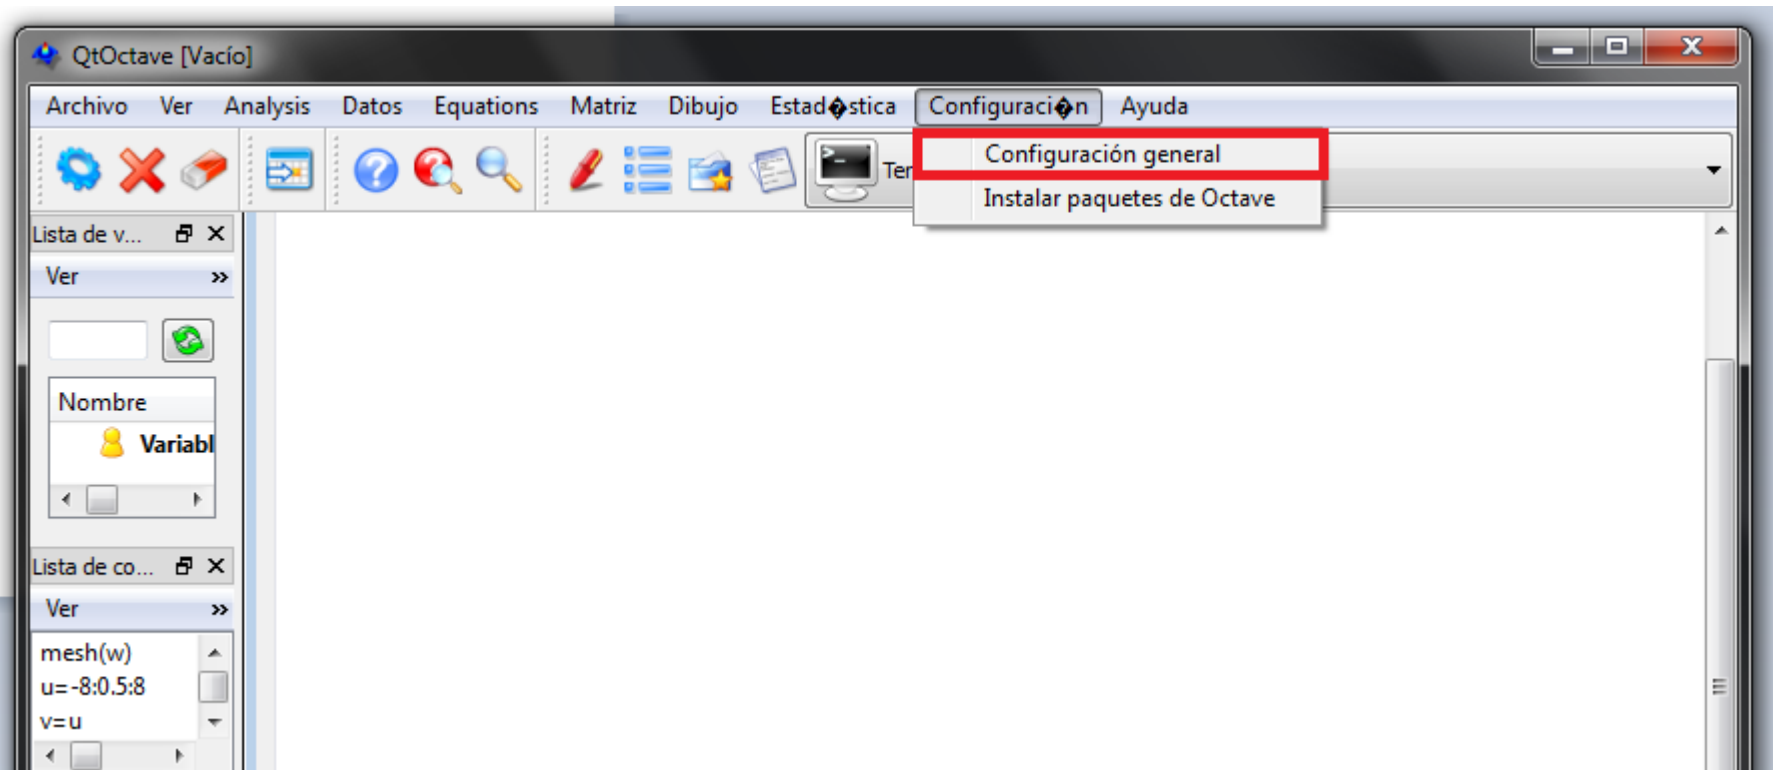 QtOctave [Vacío]
Archivo Ver Analysis Datos Equations Matriz Dibujo Estad�stica Configuraci�n Ayuda
Configuración general
Instalar paquetes de Octave
Ter
Lista de v...
Ver »
Nombre
Variabl
Lista de co...
Ver »
mesh(w)
u=-8:0.5:8
v=u